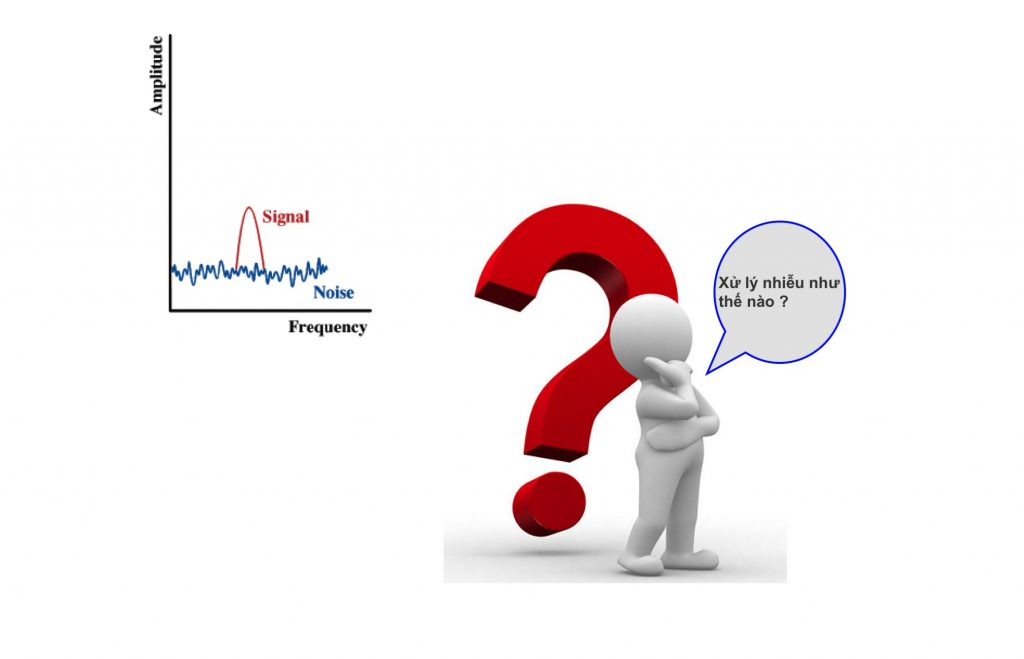 Amplitude
Signal
Noise
Frequency
Xử lý nhiễu như
thế nào ?